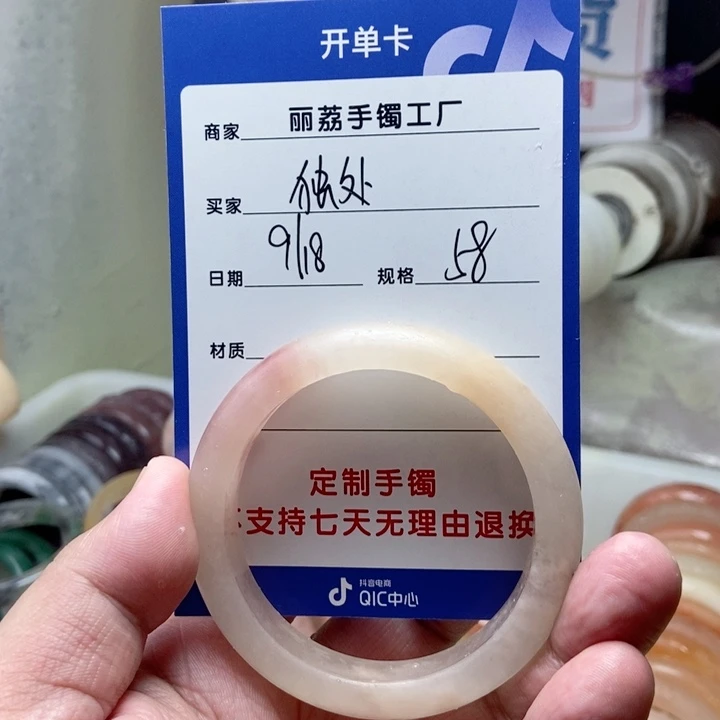 开单卡
商家 丽荔手镯工厂
买家 独处
日期 9/18 规格 58
材质
定制手镯
不支持七天无理由退换
抖音电商
QIC中心